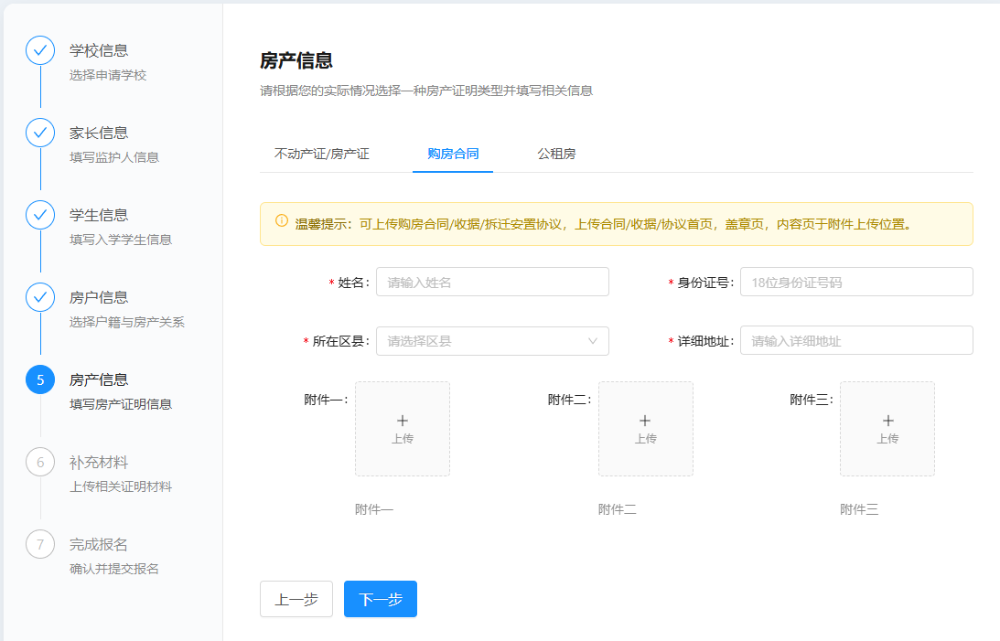 学校信息
选择申请学校
家长信息
填写监护人信息
学生信息
填写入学学生信息
房户信息
选择户籍与房产关系
5
房产信息
填写房产证明信息
6
补充材料
上传相关证明材料
7
完成报名
确认并提交报名
房产信息
请根据您的实际情况选择一种房产证明类型并填写相关信息
不动产证/房产证 购房合同 公租房
温馨提示：可上传购房合同/收据/拆迁安置协议，上传合同/收据/协议首页，盖章页，内容页于附件上传位置。
* 姓名： 请输入姓名 * 身份证号： 18位身份证号码
* 所在区县： 请选择区县 * 详细地址： 请输入详细地址
附件一： + 上传 附件二： + 上传 附件三： + 上传
附件一 附件二 附件三
上一步 下一步